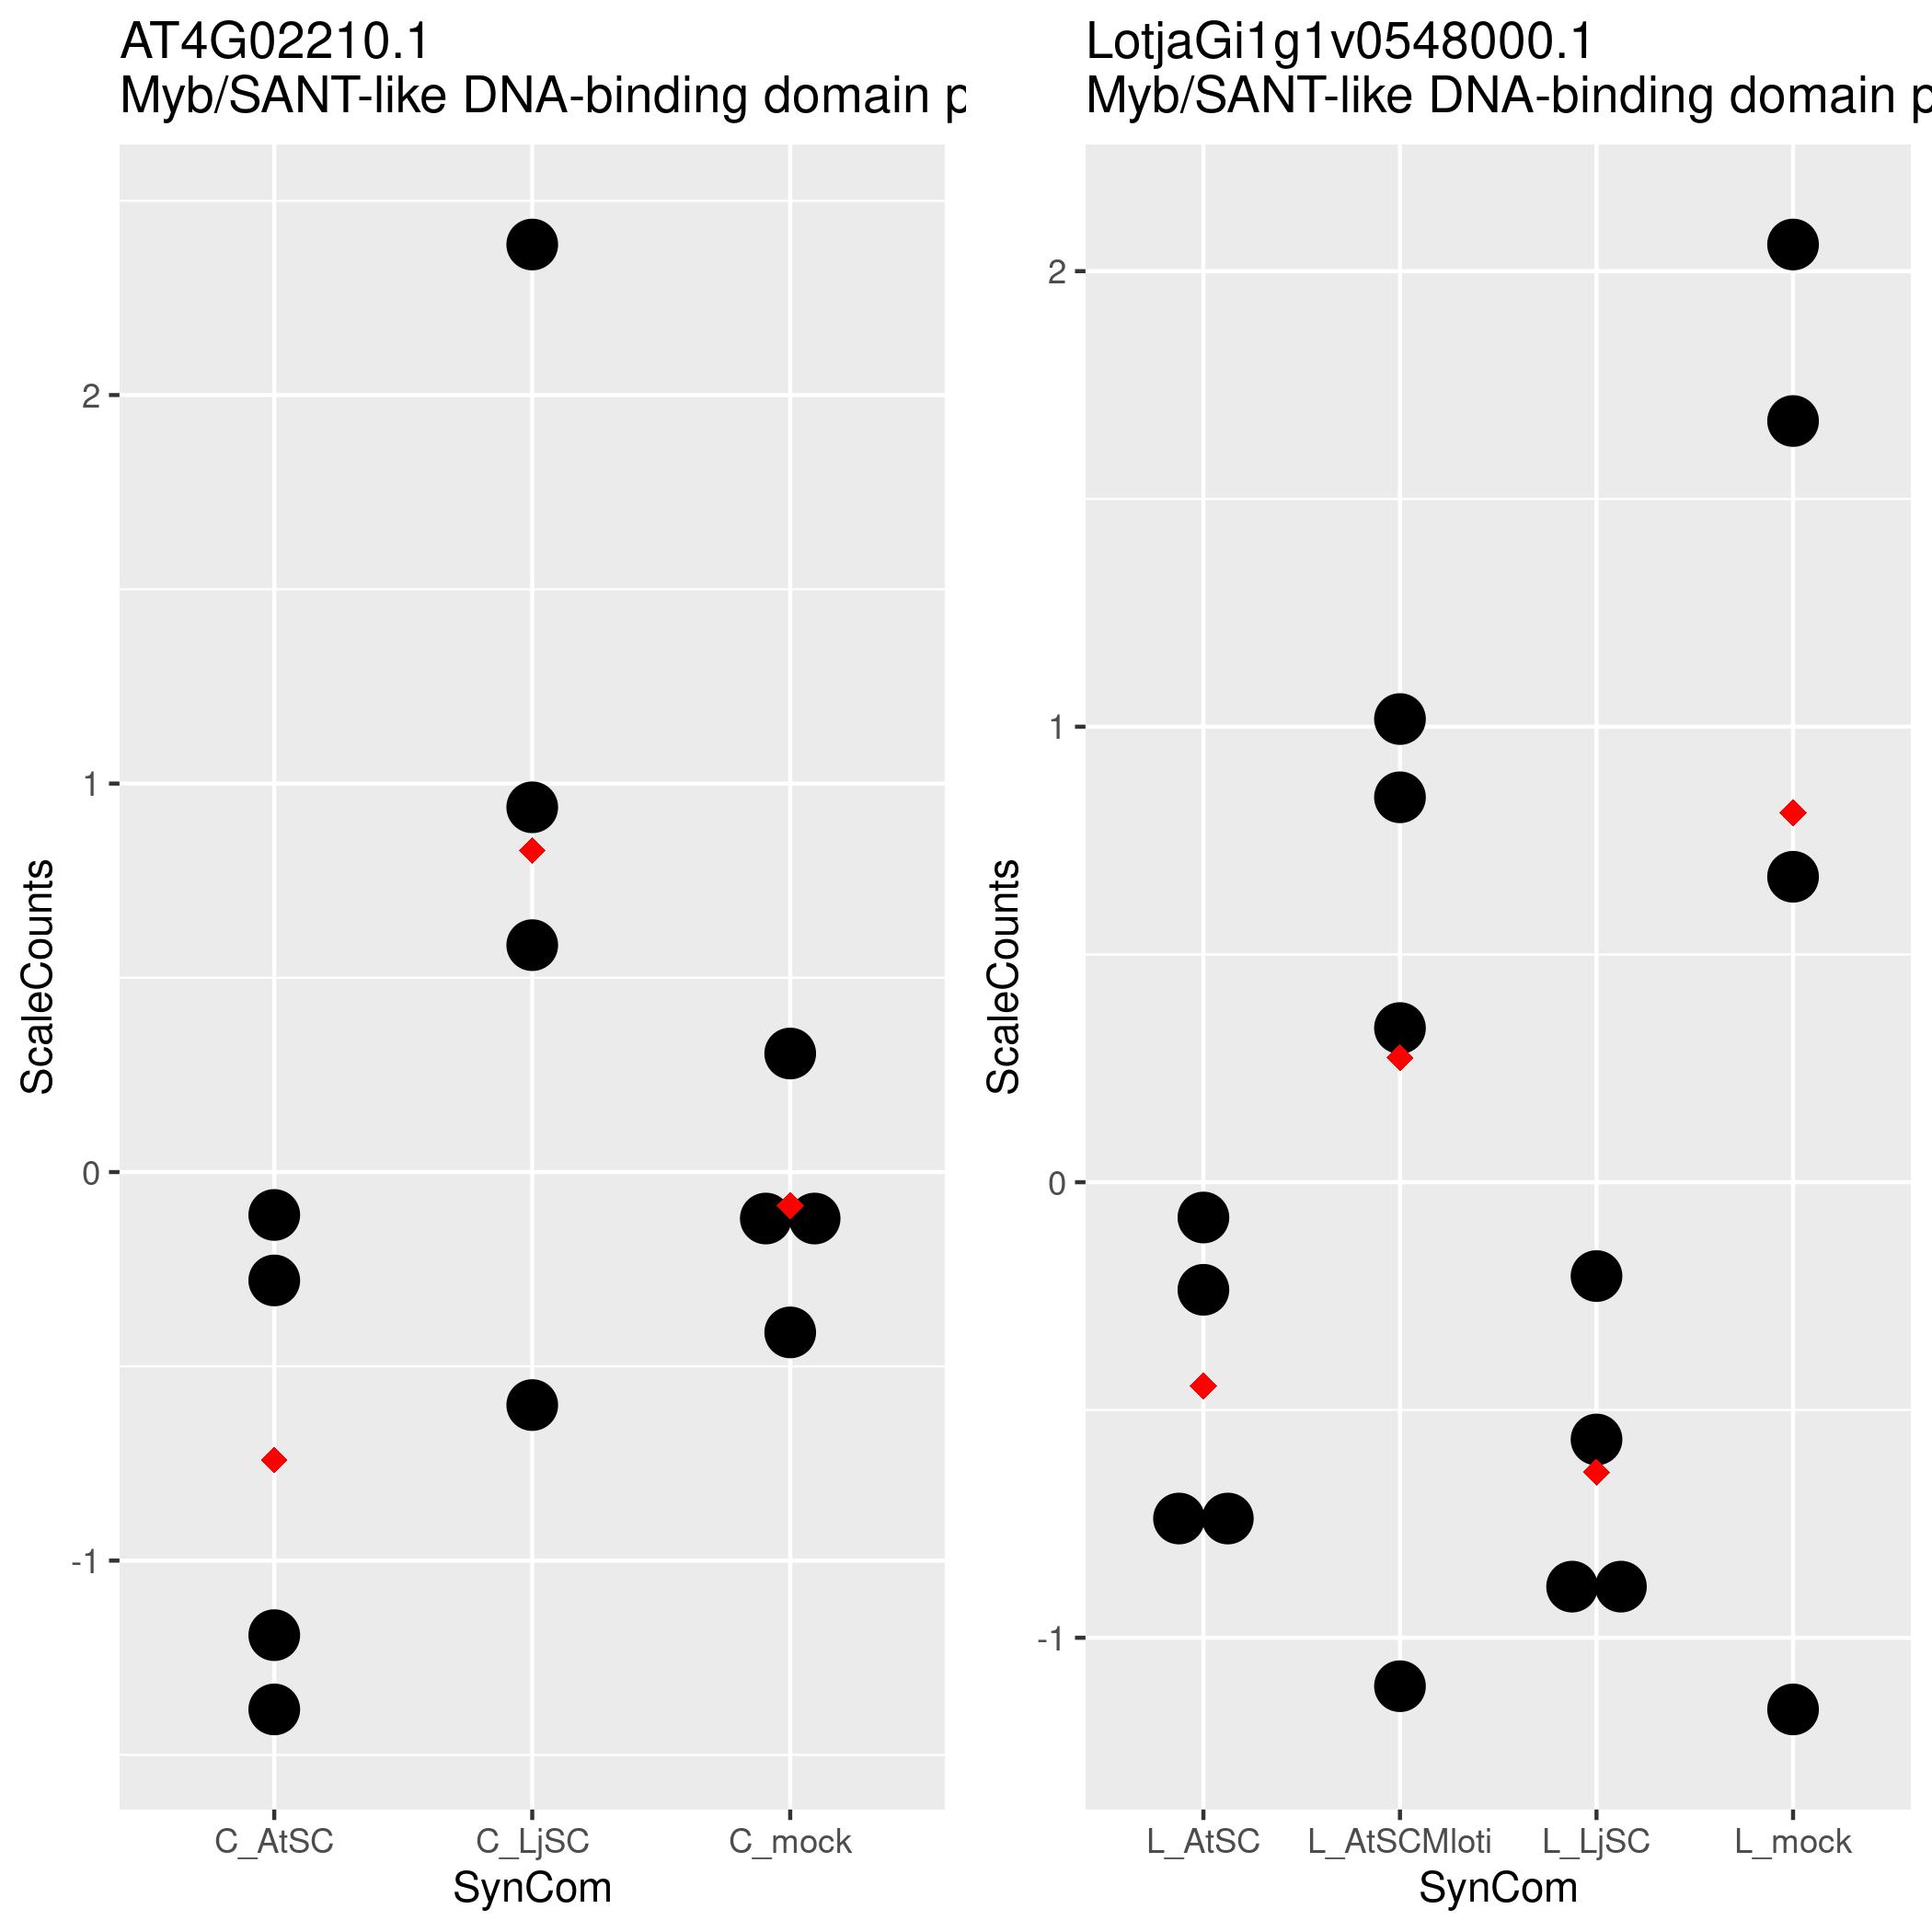 AT4G02210.1
Myb/SANT-like DNA-binding domain p
ScaleCounts
2
1
0
-1
C_AtSC C_LjSC C_mock
SynCom
LotjaGi1g1v0548000.1
Myb/SANT-like DNA-binding domain p
ScaleCounts
2
1
0
-1
L_AtSC L_AtSCMloti L_LjSC L_mock
SynCom